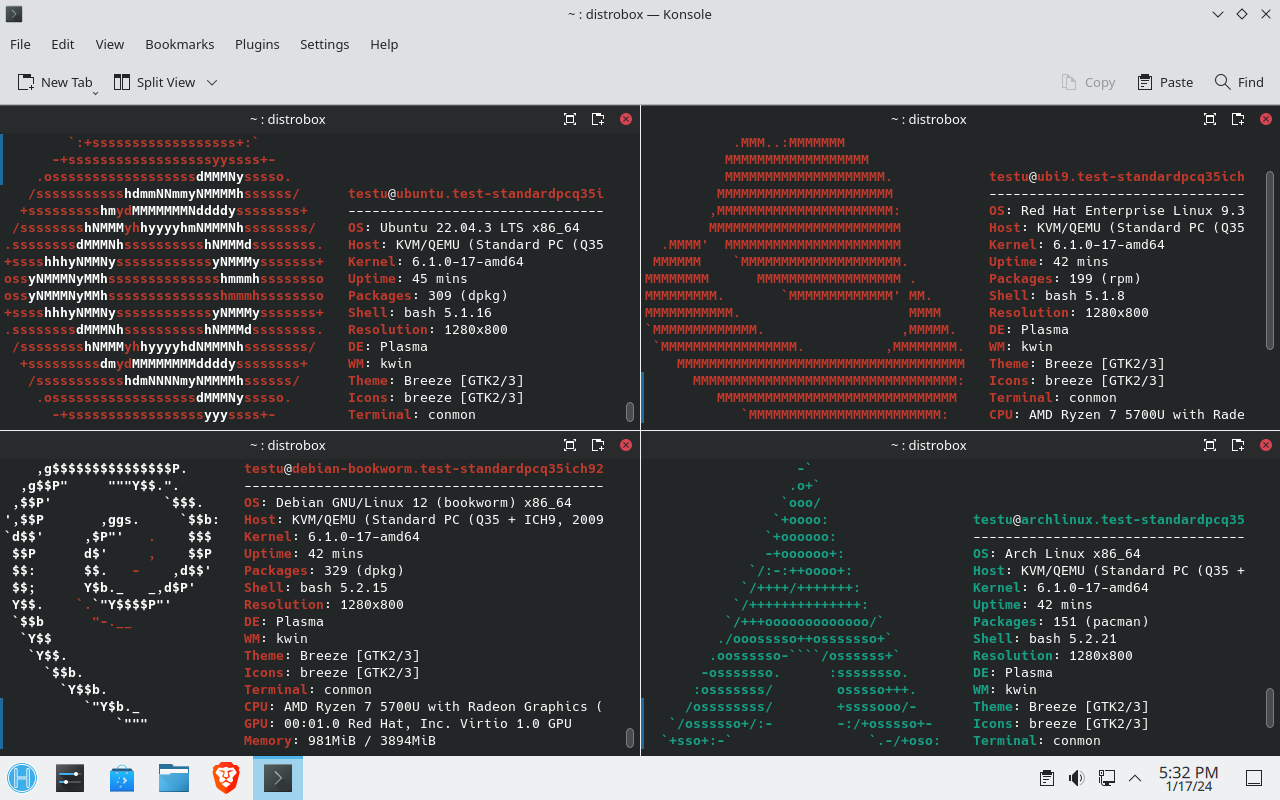 ~ : distrobox — Konsole
File Edit View Bookmarks Plugins Settings Help
New Tab Split View Copy Paste Find
~ : distrobox
testu@ubuntu.test-standardpcq35i
--------------------------------
OS: Ubuntu 22.04.3 LTS x86_64
Host: KVM/QEMU (Standard PC (Q35
Kernel: 6.1.0-17-amd64
Uptime: 45 mins
Packages: 309 (dpkg)
Shell: bash 5.1.16
Resolution: 1280x800
DE: Plasma
WM: kwin
Theme: Breeze [GTK2/3]
Icons: breeze [GTK2/3]
Terminal: conmon
~ : distrobox
testu@ubi9.test-standardpcq35ich
--------------------------------
OS: Red Hat Enterprise Linux 9.3
Host: KVM/QEMU (Standard PC (Q35
Kernel: 6.1.0-17-amd64
Uptime: 42 mins
Packages: 199 (rpm)
Shell: bash 5.1.8
Resolution: 1280x800
DE: Plasma
WM: kwin
Theme: Breeze [GTK2/3]
Icons: breeze [GTK2/3]
Terminal: conmon
CPU: AMD Ryzen 7 5700U with Rade
~ : distrobox
testu@debian-bookworm.test-standardpcq35ich92
---------------------------------------------
OS: Debian GNU/Linux 12 (bookworm) x86_64
Host: KVM/QEMU (Standard PC (Q35 + ICH9, 2009
Kernel: 6.1.0-17-amd64
Uptime: 42 mins
Packages: 329 (dpkg)
Shell: bash 5.2.15
Resolution: 1280x800
DE: Plasma
WM: kwin
Theme: Breeze [GTK2/3]
Icons: breeze [GTK2/3]
Terminal: conmon
CPU: AMD Ryzen 7 5700U with Radeon Graphics (
GPU: 00:01.0 Red Hat, Inc. Virtio 1.0 GPU
Memory: 981MiB / 3894MiB
~ : distrobox
testu@archlinux.test-standardpcq35
----------------------------------
OS: Arch Linux x86_64
Host: KVM/QEMU (Standard PC (Q35 +
Kernel: 6.1.0-17-amd64
Uptime: 42 mins
Packages: 151 (pacman)
Shell: bash 5.2.21
Resolution: 1280x800
DE: Plasma
WM: kwin
Theme: Breeze [GTK2/3]
Icons: breeze [GTK2/3]
Terminal: conmon
5:32 PM
1/17/24